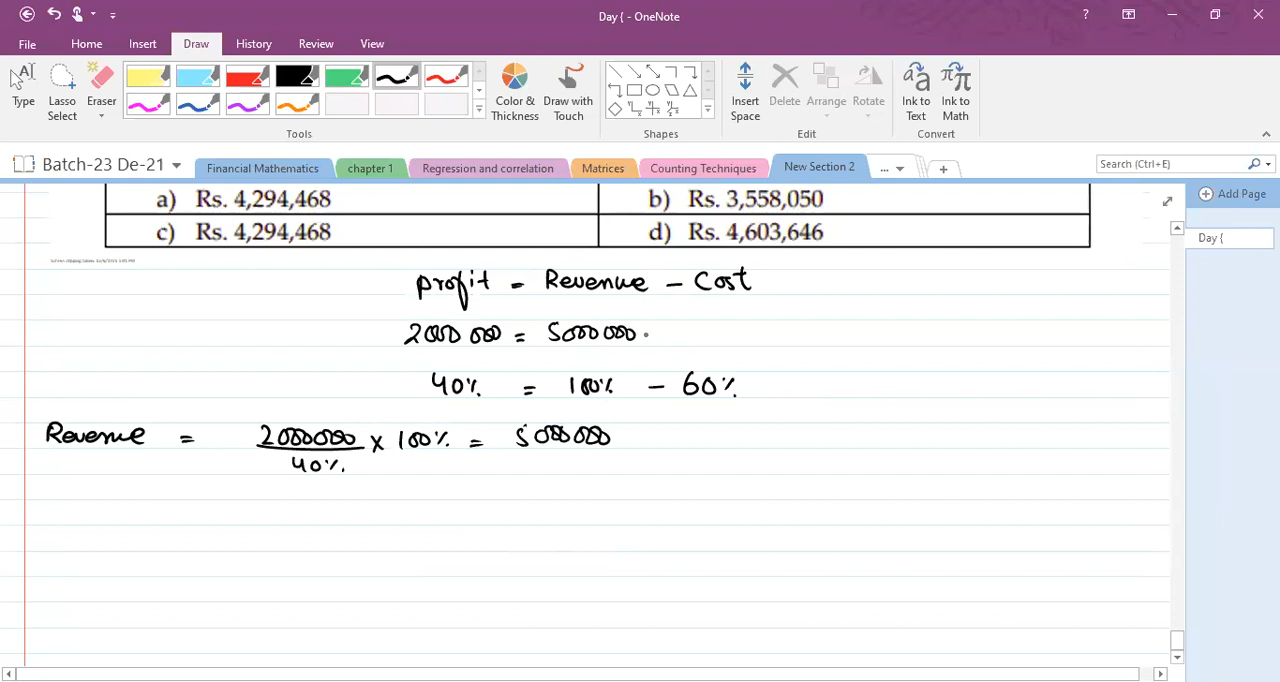 Day { - OneNote
File Home Insert Draw History Review View
Type Lasso Select Eraser Color & Thickness Draw with Touch Insert Space Delete Arrange Rotate Ink to Text Ink to Math
Tools Shapes Edit Convert
Batch-23 De-21 Financial Mathematics chapter 1 Regression and correlation Matrices Counting Techniques New Section 2 ... Search (Ctrl+E)
Add Page
Day {
a) Rs. 4,294,468 b) Rs. 3,558,050
c) Rs. 4,294,468 d) Rs. 4,603,646
profit = Revenue - Cost
2000 000 = 5000 000 -
40% = 100% - 60%
Revenue = 2000000 / 40% × 100% = 5000000